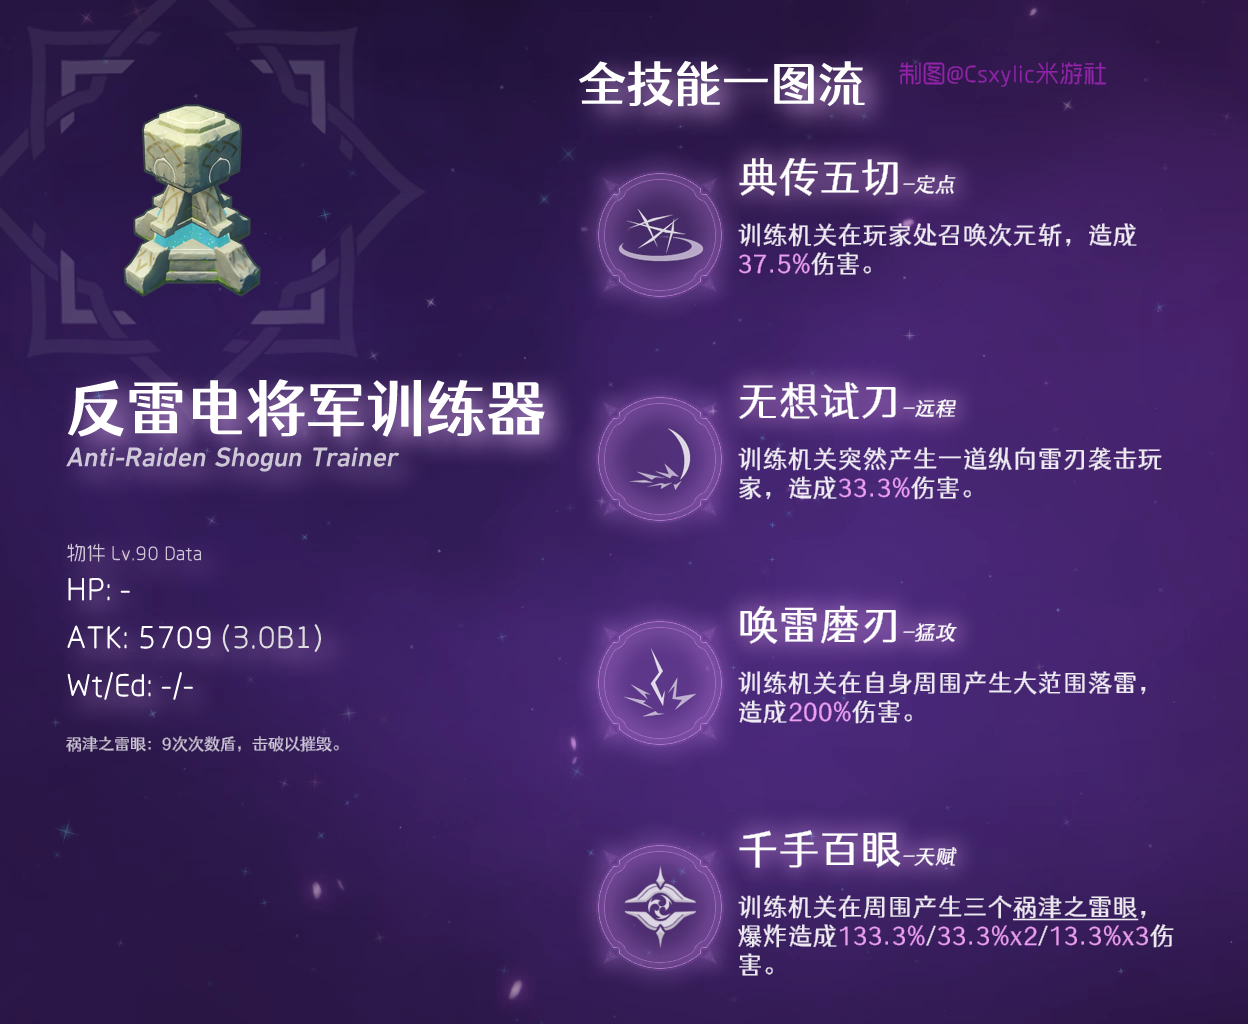 全技能一图流
制图@Csxylic米游社
反雷电将军训练器
Anti-Raiden Shogun Trainer
物件 Lv.90 Data
HP: -
ATK: 5709 (3.0B1)
Wt/Ed: -/-
祸津之雷眼：9次次数盾，击破以摧毁。
典传五切-定点
训练机关在玩家处召唤次元斩，造成
37.5%伤害。
无想试刀-远程
训练机关突然产生一道纵向雷刃袭击玩
家，造成33.3%伤害。
唤雷磨刃-猛攻
训练机关在自身周围产生大范围落雷，
造成200%伤害。
千手百眼-天赋
训练机关在周围产生三个祸津之雷眼，
爆炸造成133.3%/33.3%x2/13.3%x3伤
害。